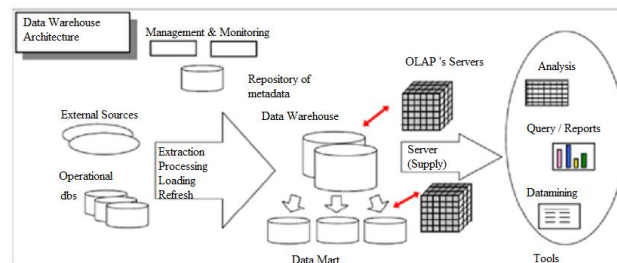 Data Warehouse
Architecture
Management & Monitoring
Repository of
metadata
OLAP 's Servers
External Sources
Data Warehouse
Operational
dbs
Extraction
Processing
Loading
Refresh
Server
(Supply)
Analysis
Query / Reports
Datamining
Data Mart
Tools